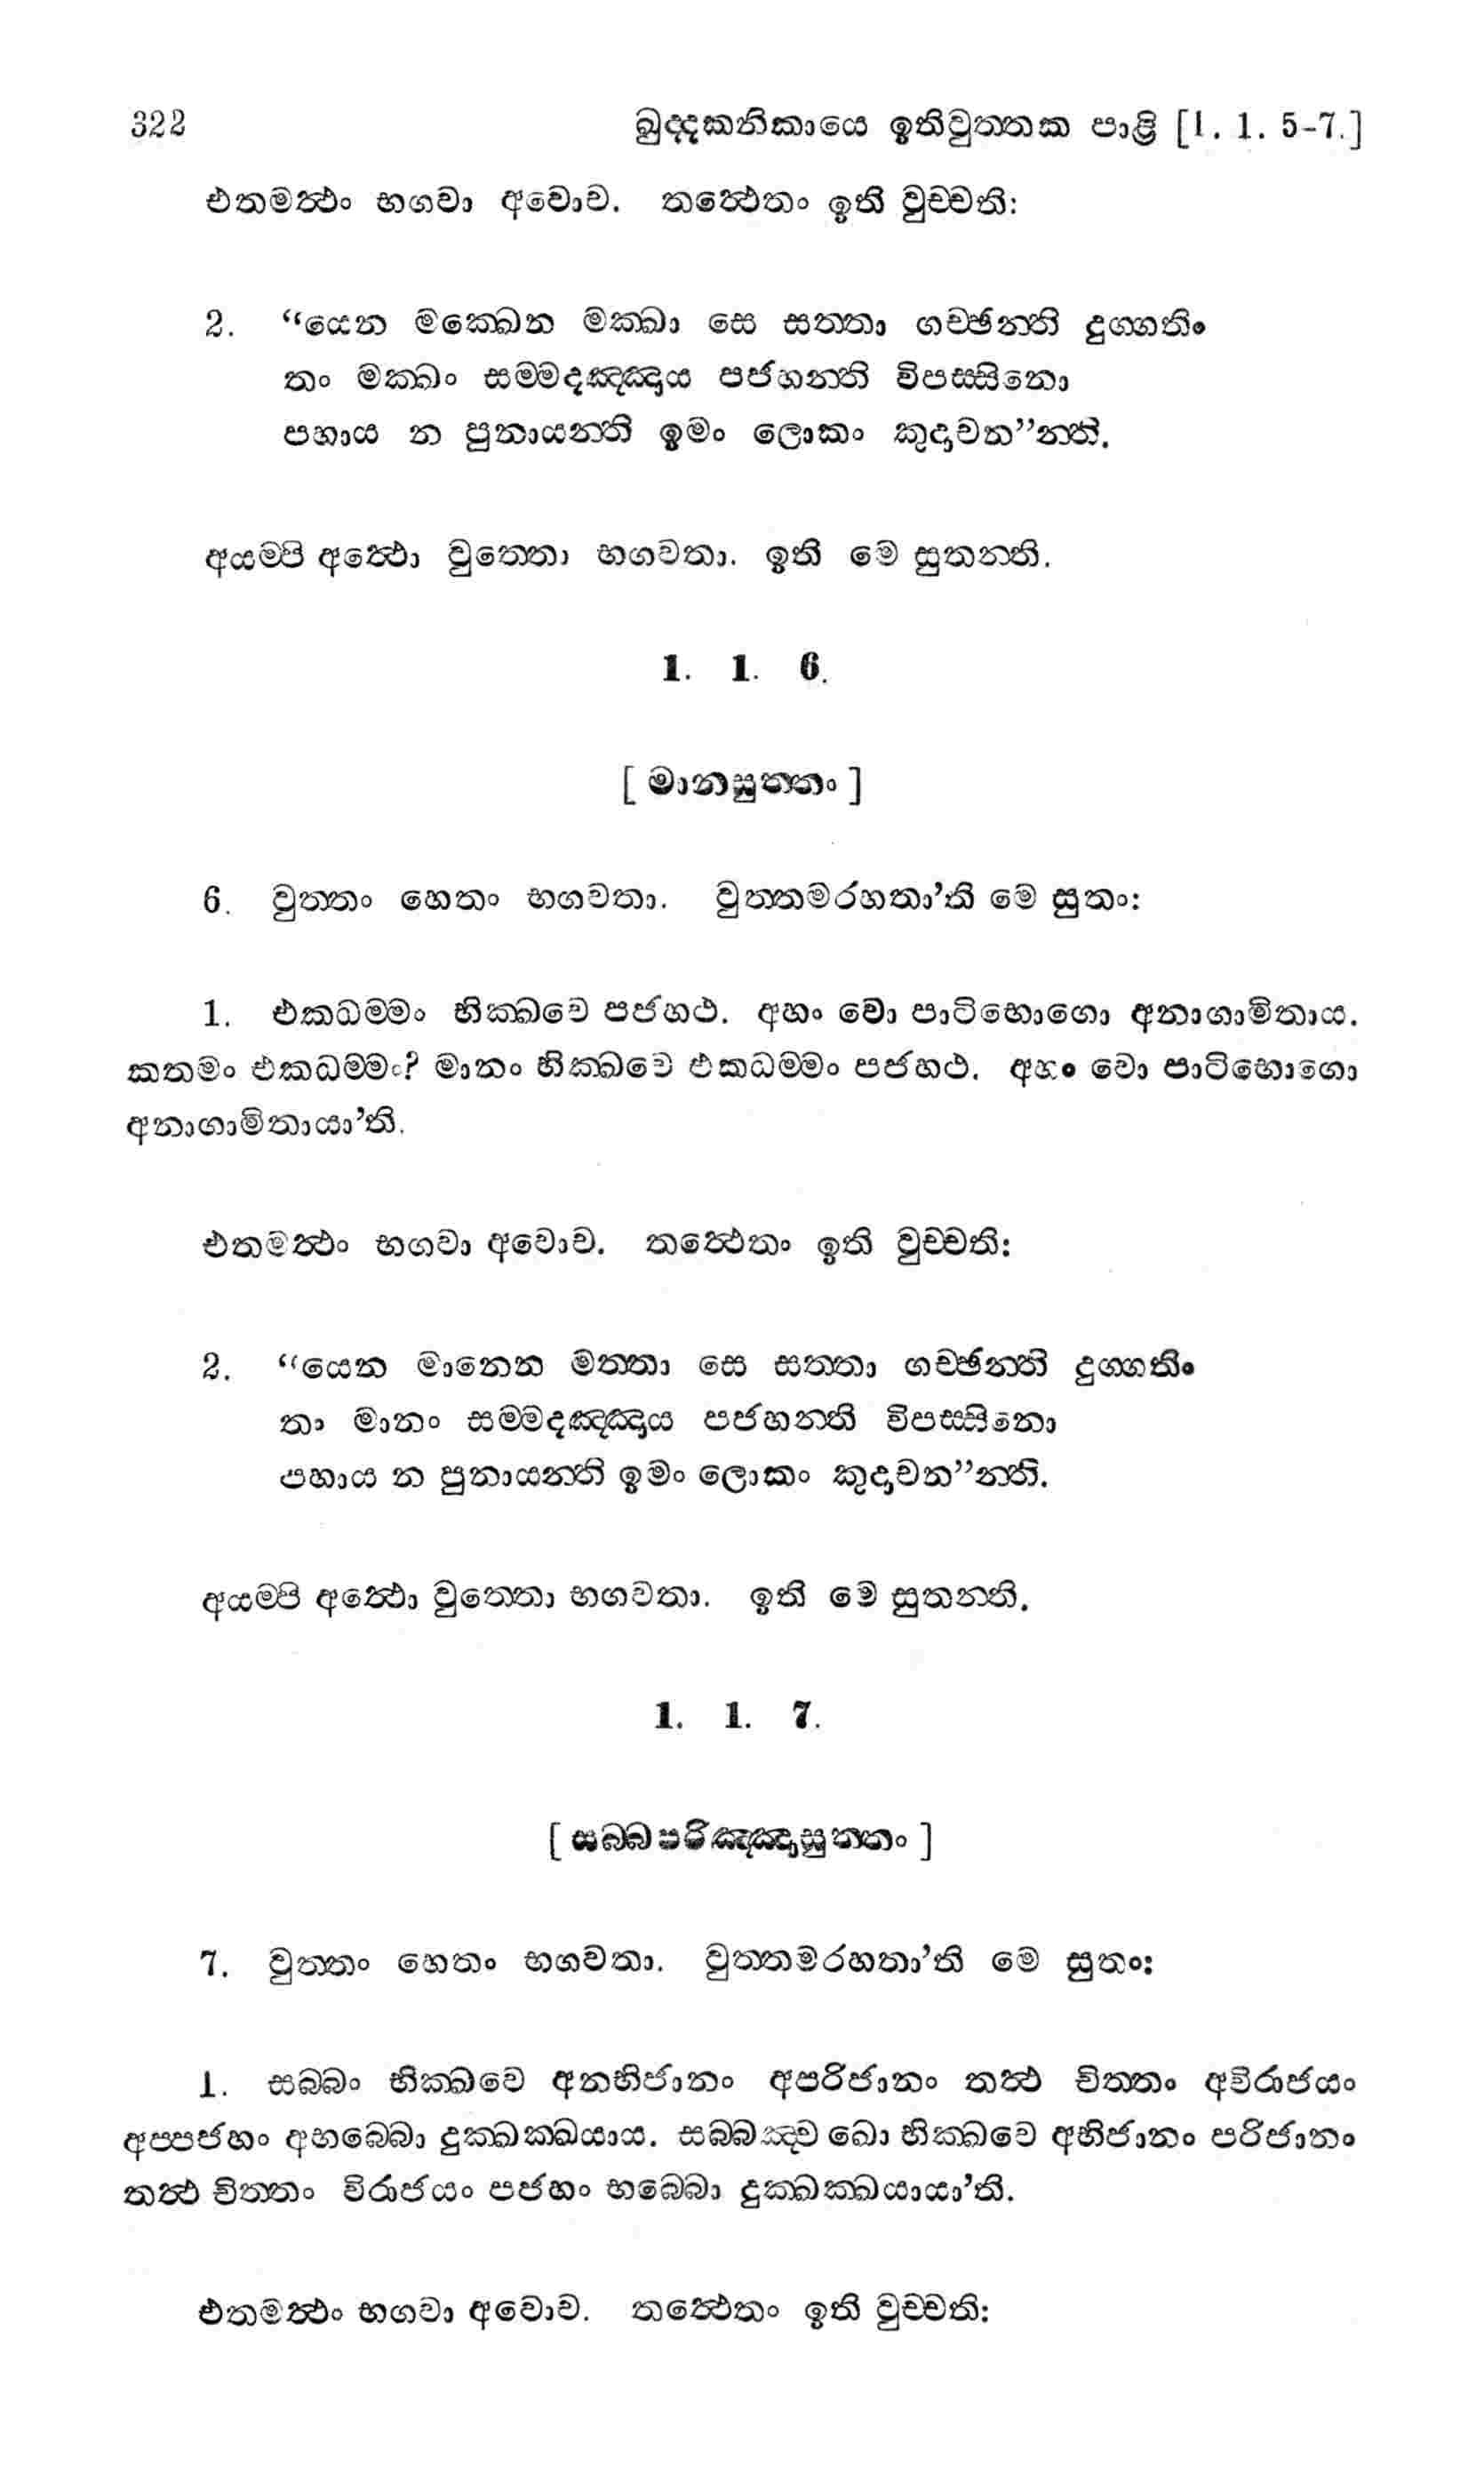 322 ඛුද්දකනිකායෙ ඉතිවුත්තක පාළි [1. 1. 5-7.]
එතමත්ථං භගවා අවොච. තත්ථෙතං ඉති වුච්චති:
2. “යෙන මක්ඛෙන මක්ඛා සෙ සත්තා ගච්ඡන්ති දුග්ගතිං
තං මක්ඛං සම්මදඤ්ඤාය පජහන්ති විපස්සිනො
පහාය න පුනායන්ති ඉමං ලොකං කුදාචන”න්ති.
අයම්පි අත්ථො වුත්තො භගවතා. ඉති මෙ සුතන්ති.
1. 1. 6.
[ මානසුත්තං ]
6. වුත්තං හෙතං භගවතා. වුත්තමරහතා’ති මෙ සුතං:
1. එකධම්මං භික්ඛවෙ පජහථ. අහං වො පාටිභොගො අනාගාමිතාය.
කතමං එකධම්මං? මානං භික්ඛවෙ එකධම්මං පජහථ. අහං වො පාටිභොගො
අනාගාමිතායා’ති.
එතමත්ථං භගවා අවොච. තත්ථෙතං ඉති වුච්චති:
2. “යෙන මානෙන මත්තා සෙ සත්තා ගච්ඡන්ති දුග්ගතිං
තා මානං සම්මදඤ්ඤාය පජහන්ති විපස්සිනො
පහාය න පුනායන්ති ඉමං ලොකං කුදාචන”න්ති.
අයම්පි අත්ථො වුත්තො භගවතා. ඉති මෙ සුතන්ති.
1. 1. 7.
[ සබ්බපරිඤ්ඤාසුත්තං ]
7. වුත්තං හෙතං භගවතා. වුත්තමරහතා’ති මෙ සුතං:
1. සබ්බං භික්ඛවෙ අනභිජානං අපරිජානං තත්ථ චිත්තං අවිරාජයං
අප්පජහං අභබ්බො දුක්ඛක්ඛයාය. සබ්බඤ්ච ඛො භික්ඛවෙ අභිජානං පරිජානං
තත්ථ චිත්තං විරාජයං පජහං භබ්බො දුක්ඛක්ඛයායා’ති.
එතමත්ථං භගවා අවොච. තත්ථෙතං ඉති වුච්චති: